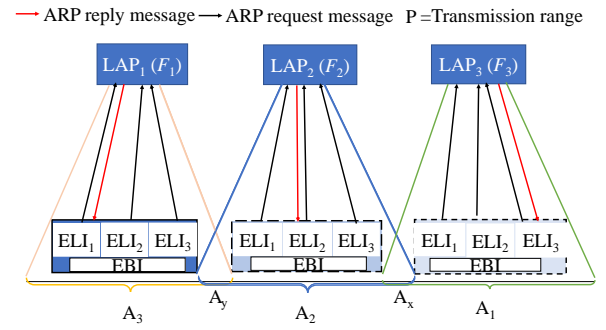 ARP reply message ARP request message P =Transmission range
LAP1 (F1) LAP2 (F2) LAP3 (F3)
ELI1 ELI2 ELI3 ELI1 ELI2 ELI3 ELI1 ELI2 ELI3
EBI EBI EBI
A3 Ay A2 Ax A1